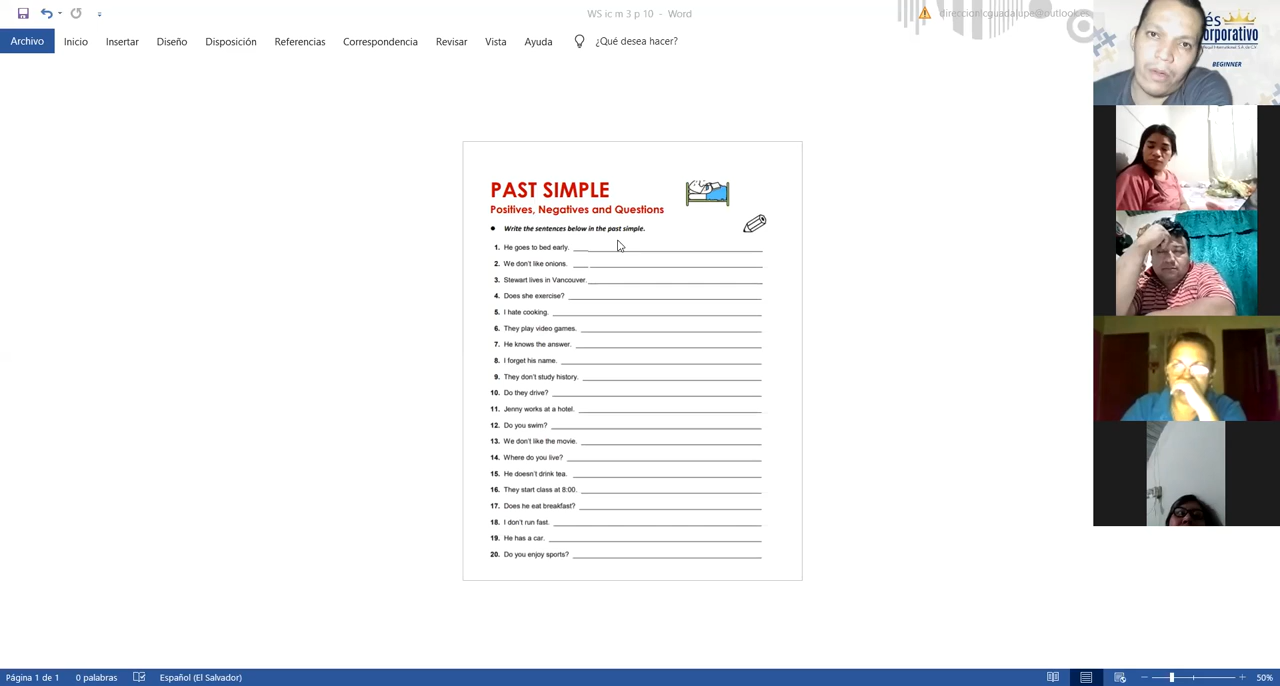 WS ic m 3 p 10 - Word
direccionicguadalupe@outlook.es
Archivo Inicio Insertar Diseño Disposición Referencias Correspondencia Revisar Vista Ayuda ¿Qué desea hacer?
és
orporativo
BEGINNER
PAST SIMPLE
Positives, Negatives and Questions
Write the sentences below in the past simple.
1. He goes to bed early.
2. We don't like onions.
3. Stewart lives in Vancouver.
4. Does she exercise?
5. I hate cooking.
6. They play video games.
7. He knows the answer.
8. I forget his name.
9. They don't study history.
10. Do they drive?
11. Jenny works at a hotel.
12. Do you swim?
13. We don't like the movie.
14. Where do you live?
15. He doesn't drink tea.
16. They start class at 8:00.
17. Does he eat breakfast?
18. I don't run fast.
19. He has a car.
20. Do you enjoy sports?
Página 1 de 1 0 palabras Español (El Salvador) 50%